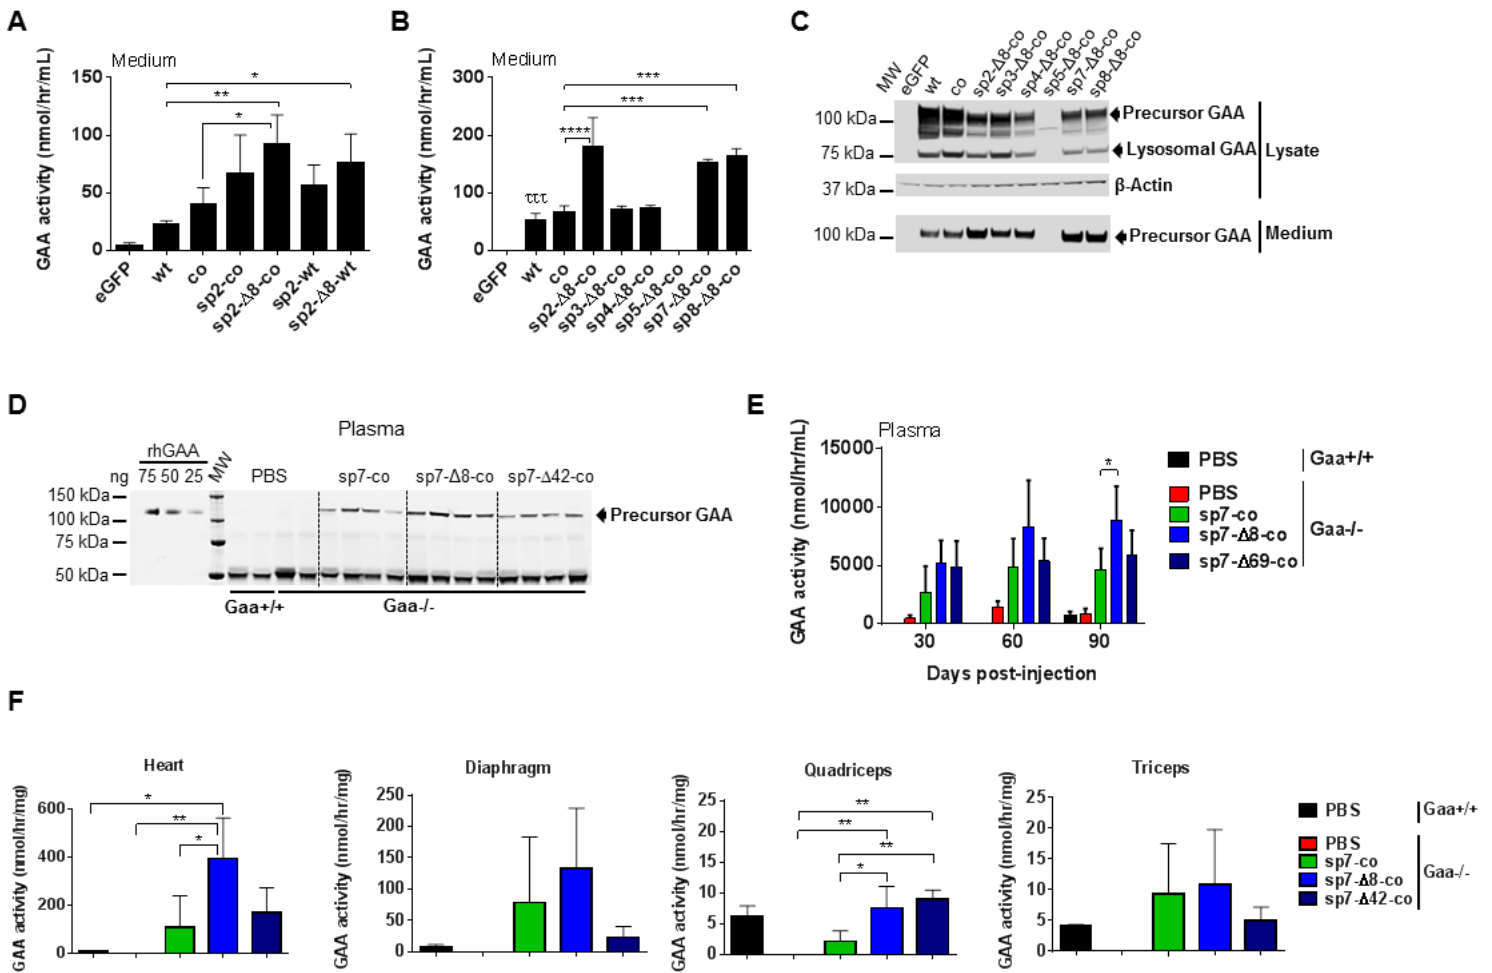 A
Medium
GAA activity (nmol/hr/mL)
150
100
50
0
*
**
*
eGFP
wt
co
sp2-co
sp2-Δ8-co
sp2-wt
sp2-Δ8-wt
B
Medium
GAA activity (nmol/hr/mL)
300
200
100
0
***
***
****
τττ
eGFP
wt
co
sp2-Δ8-co
sp3-Δ8-co
sp4-Δ8-co
sp5-Δ8-co
sp7-Δ8-co
sp8-Δ8-co
C
MW
eGFP
wt
co
sp2-Δ8-co
sp3-Δ8-co
sp4-Δ8-co
sp5-Δ8-co
sp7-Δ8-co
sp8-Δ8-co
100 kDa
Precursor GAA
75 kDa
Lysosomal GAA
Lysate
37 kDa
β-Actin
100 kDa
Precursor GAA
Medium
D
Plasma
rhGAA
ng 75 50 25
MW
PBS
sp7-co
sp7-Δ8-co
sp7-Δ42-co
150 kDa
100 kDa
75 kDa
50 kDa
Precursor GAA
Gaa+/+
Gaa-/-
E
Plasma
GAA activity (nmol/hr/mL)
15000
10000
5000
0
*
30
60
90
Days post-injection
PBS
Gaa+/+
PBS
sp7-co
sp7-Δ8-co
sp7-Δ69-co
Gaa-/-
F
Heart
GAA activity (nmol/hr/mg)
600
400
200
0
*
**
*
Diaphragm
GAA activity (nmol/hr/mg)
250
200
150
100
50
0
Quadriceps
GAA activity (nmol/hr/mg)
25
20
15
10
5
0
**
**
**
*
Triceps
GAA activity (nmol/hr/mg)
25
20
15
10
5
0
PBS
Gaa+/+
PBS
sp7-co
sp7-Δ8-co
sp7-Δ42-co
Gaa-/-